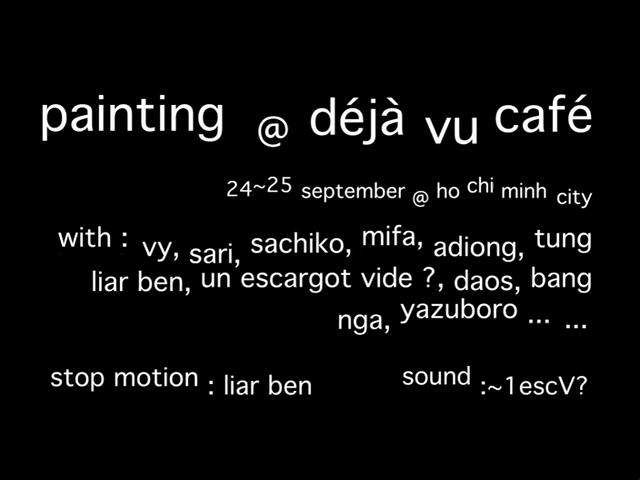 painting @ déjà vu café
24~25 september @ ho chi minh city
with : vy, sari, sachiko, mifa, adiong, tung
liar ben, un escargot vide ?, daos, bang
nga, yazuboro ... ...
stop motion : liar ben sound :~1escV?